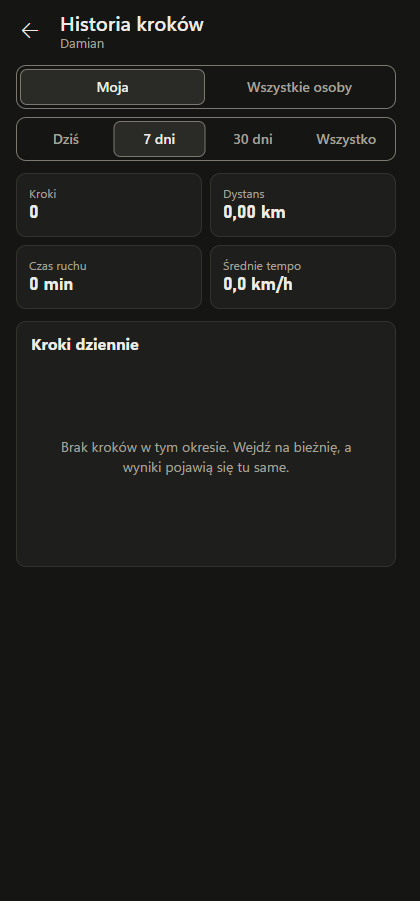 Historia kroków
Damian
Moja
Wszystkie osoby
Dziś
7 dni
30 dni
Wszystko
Kroki
0
Dystans
0,00 km
Czas ruchu
0 min
Średnie tempo
0,0 km/h
Kroki dziennie
Brak kroków w tym okresie. Wejdź na bieżnię, a
wyniki pojawią się tu same.